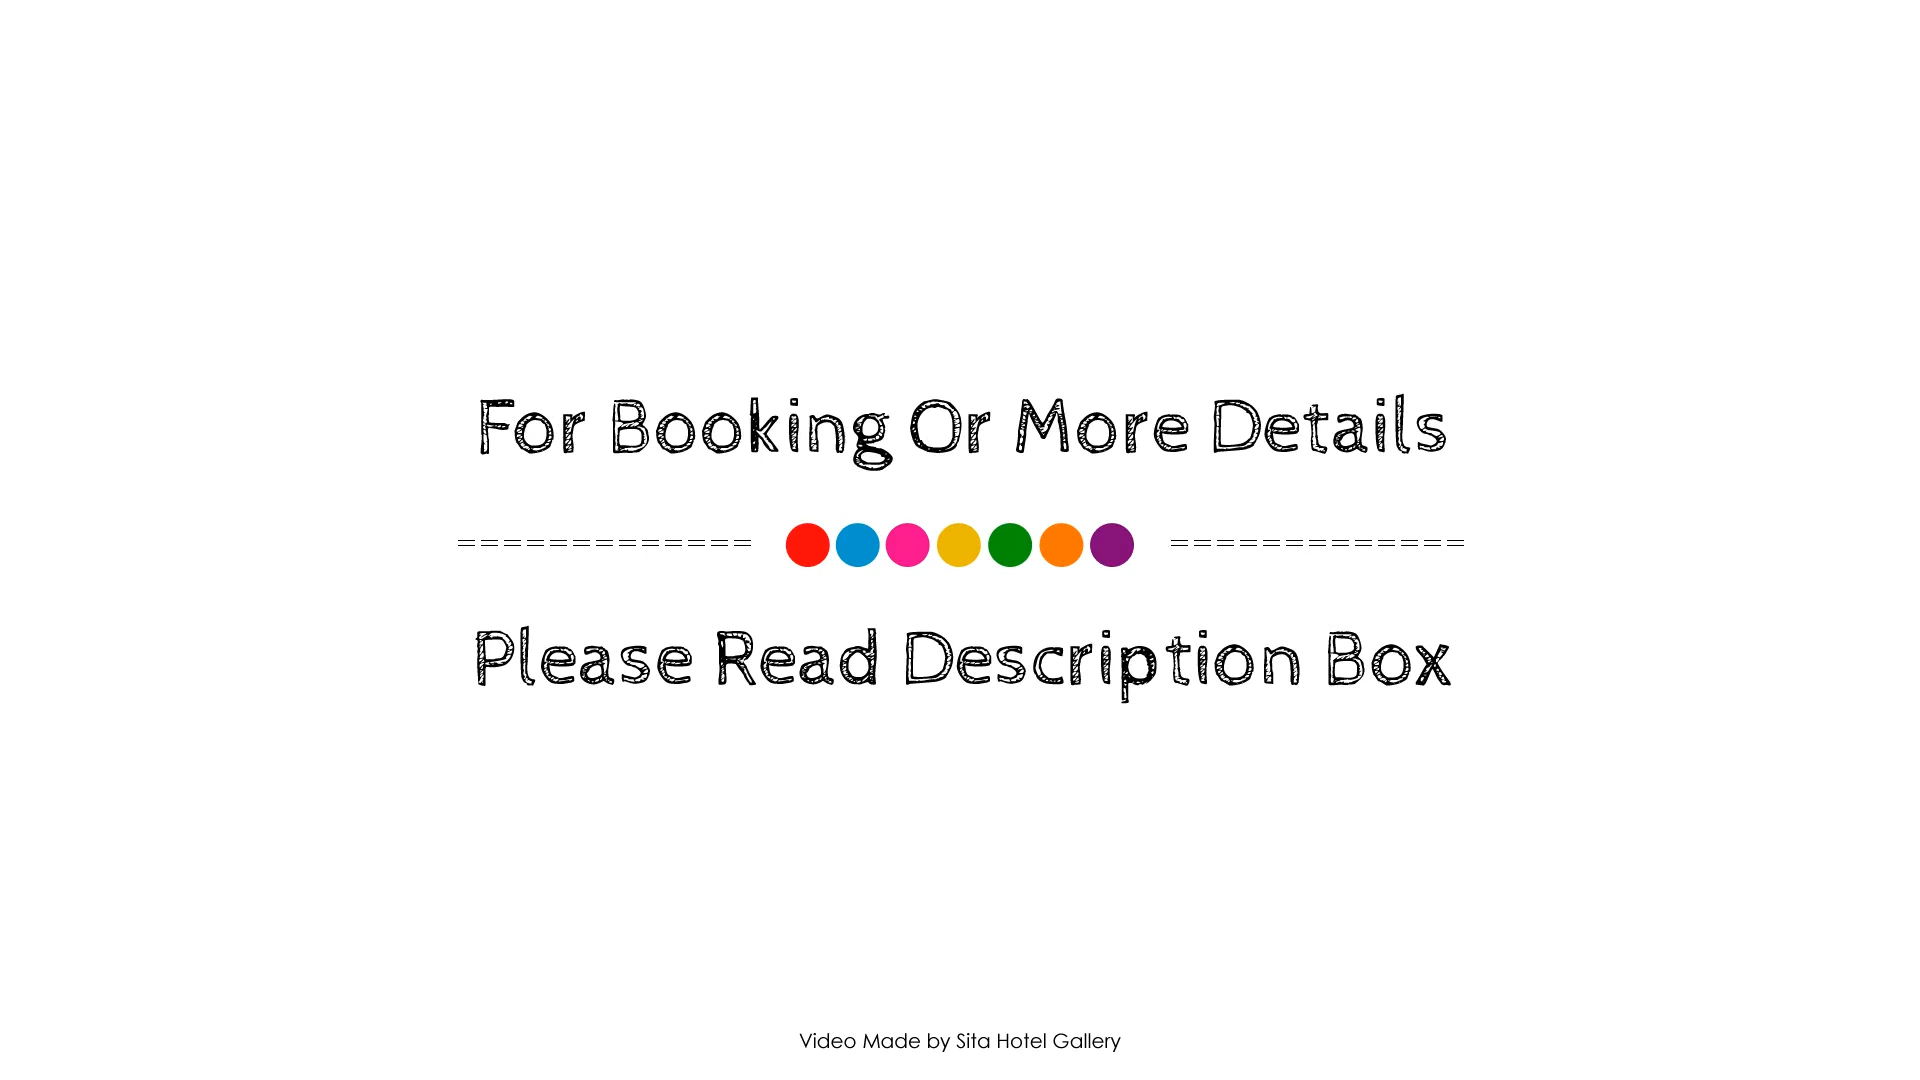 For Booking Or More Details
============= =============
Please Read Description Box
Video Made by Sita Hotel Gallery